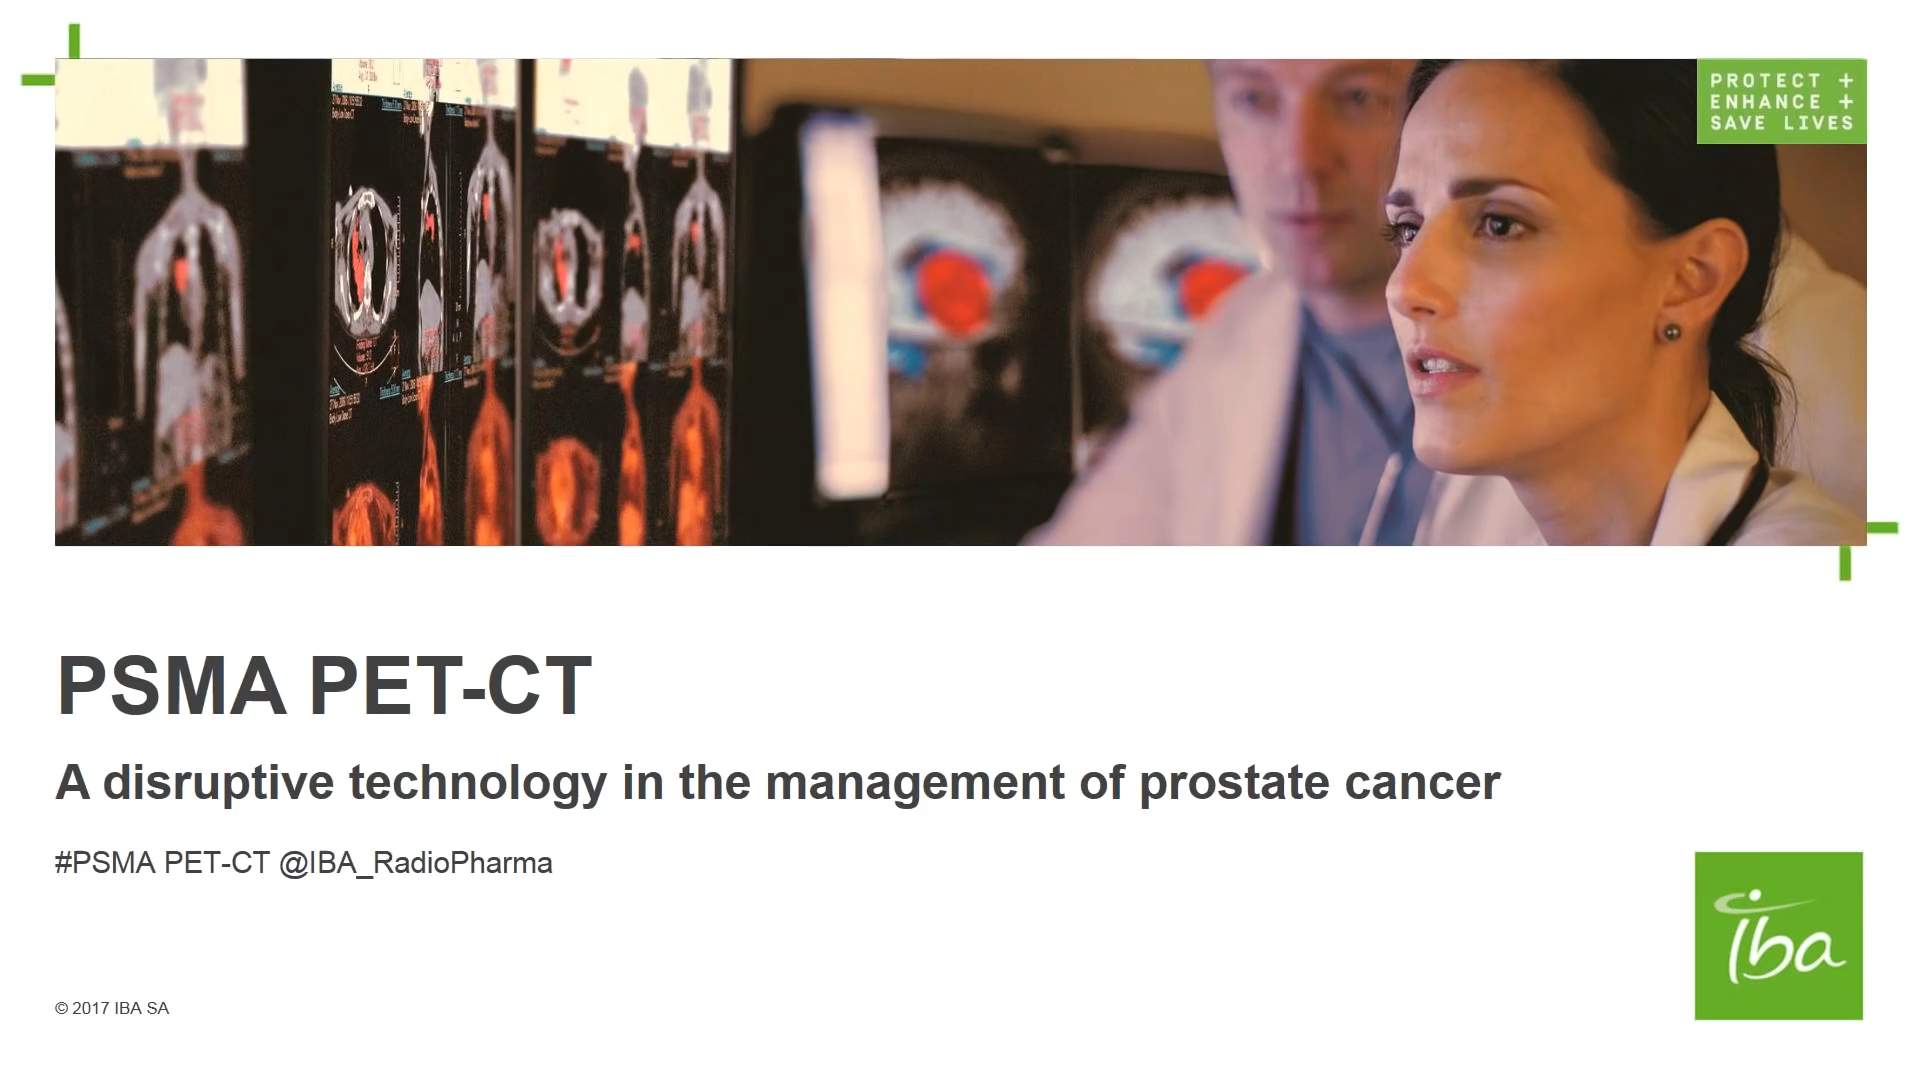 PROTECT +
ENHANCE +
SAVE LIVES
PSMA PET-CT
A disruptive technology in the management of prostate cancer
#PSMA PET-CT @IBA_RadioPharma
iba
© 2017 IBA SA